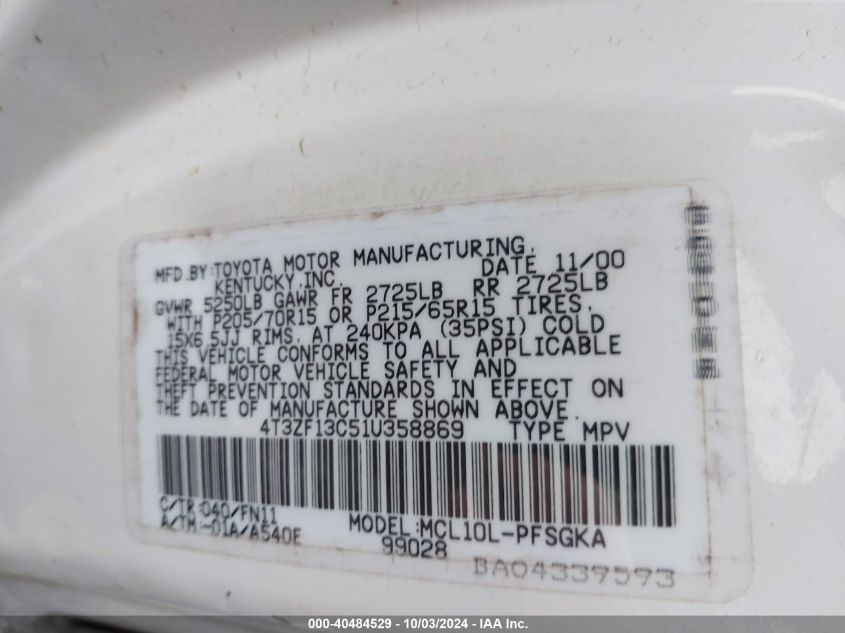 MFD.BY:TOYOTA MOTOR MANUFACTURING,
KENTUCKY,INC. DATE 11/00
GVWR 5250LB GAWR FR 2725LB RR 2725LB
WITH P205/70R15 OR P215/65R15 TIRES,
15X6.5JJ RIMS, AT 240KPA (35PSI) COLD
THIS VEHICLE CONFORMS TO ALL APPLICABLE
FEDERAL MOTOR VEHICLE SAFETY AND
THEFT PREVENTION STANDARDS IN EFFECT ON
THE DATE OF MANUFACTURE SHOWN ABOVE.
4T3ZF13C51U358869 TYPE MPV
C/TR:040/FN11
A/TM:-01A/A540E MODEL:MCL10L-PFSGKA
99028
BA04339593
000-40484529 - 10/03/2024 - IAA Inc.